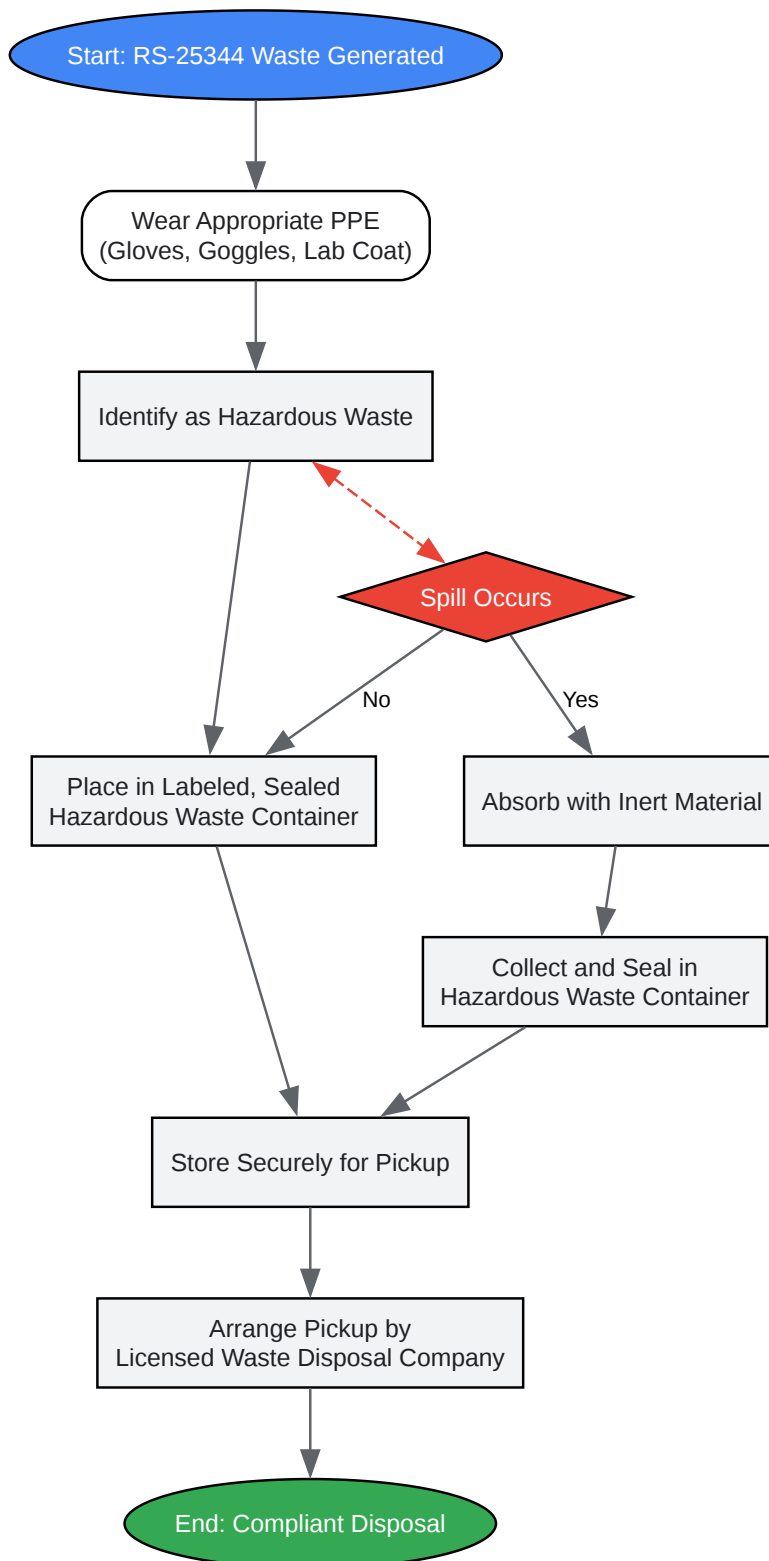 Start: RS-25344 Waste Generated
Wear Appropriate PPE
(Gloves, Goggles, Lab Coat)
Identify as Hazardous Waste
Spill Occurs
No
Yes
Place in Labeled, Sealed
Hazardous Waste Container
Absorb with Inert Material
Collect and Seal in
Hazardous Waste Container
Store Securely for Pickup
Arrange Pickup by
Licensed Waste Disposal Company
End: Compliant Disposal